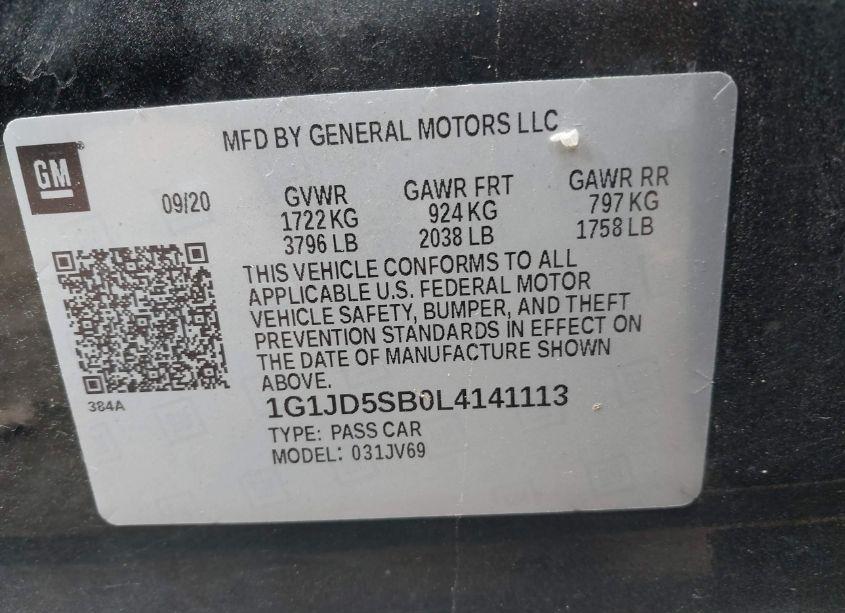 MFD BY GENERAL MOTORS LLC
GM
09/20
GVWR
1722 KG
3796 LB
GAWR FRT
924 KG
2038 LB
GAWR RR
797 KG
1758 LB
THIS VEHICLE CONFORMS TO ALL
APPLICABLE U.S. FEDERAL MOTOR
VEHICLE SAFETY, BUMPER, AND THEFT
PREVENTION STANDARDS IN EFFECT ON
THE DATE OF MANUFACTURE SHOWN
ABOVE.
384A
1G1JD5SB0L4141113
TYPE: PASS CAR
MODEL: 031JV69